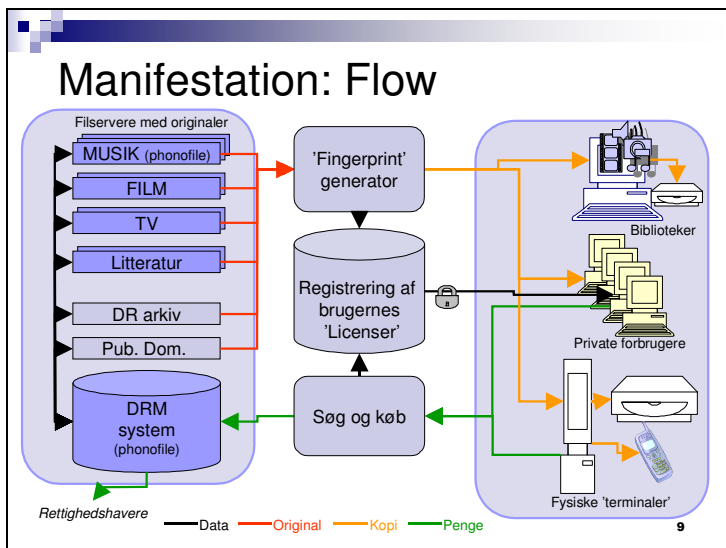 Manifestation: Flow
Filservere med originaler
MUSIK (phonofile)
FILM
TV
Litteratur
DR arkiv
Pub. Dom.
DRM
system
(phonofile)
Rettighedshavere
'Fingerprint'
generator
Registrering af
brugernes
'Licenser'
Søg og køb
Biblioteker
Private forbrugere
Fysiske 'terminaler'
Data
Original
Kopi
Penge
9